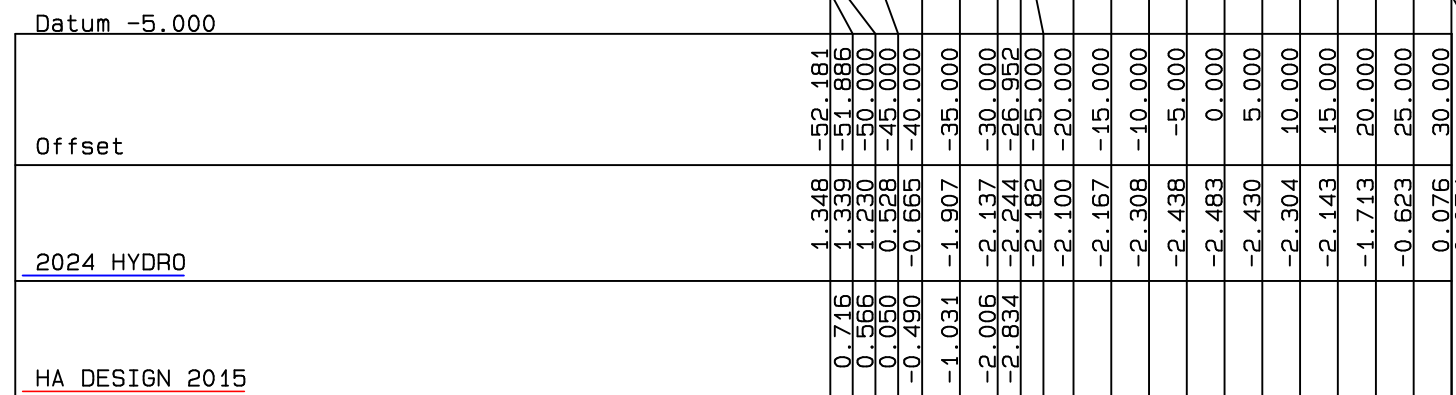 Datum -5.000
Offset -52.181 -51.886 -50.000 -45.000 -40.000 -35.000 -30.000 -26.952 -25.000 -20.000 -15.000 -10.000 -5.000 0.000 5.000 10.000 15.000 20.000 25.000 30.000
2024 HYDRO 1.348 1.339 1.230 0.528 -0.665 -1.907 -2.137 -2.244 -2.182 -2.100 -2.167 -2.308 -2.438 -2.483 -2.430 -2.304 -2.143 -1.713 -0.623 0.076
HA DESIGN 2015 0.716 0.566 0.050 -0.490 -1.031 -2.006 -2.834